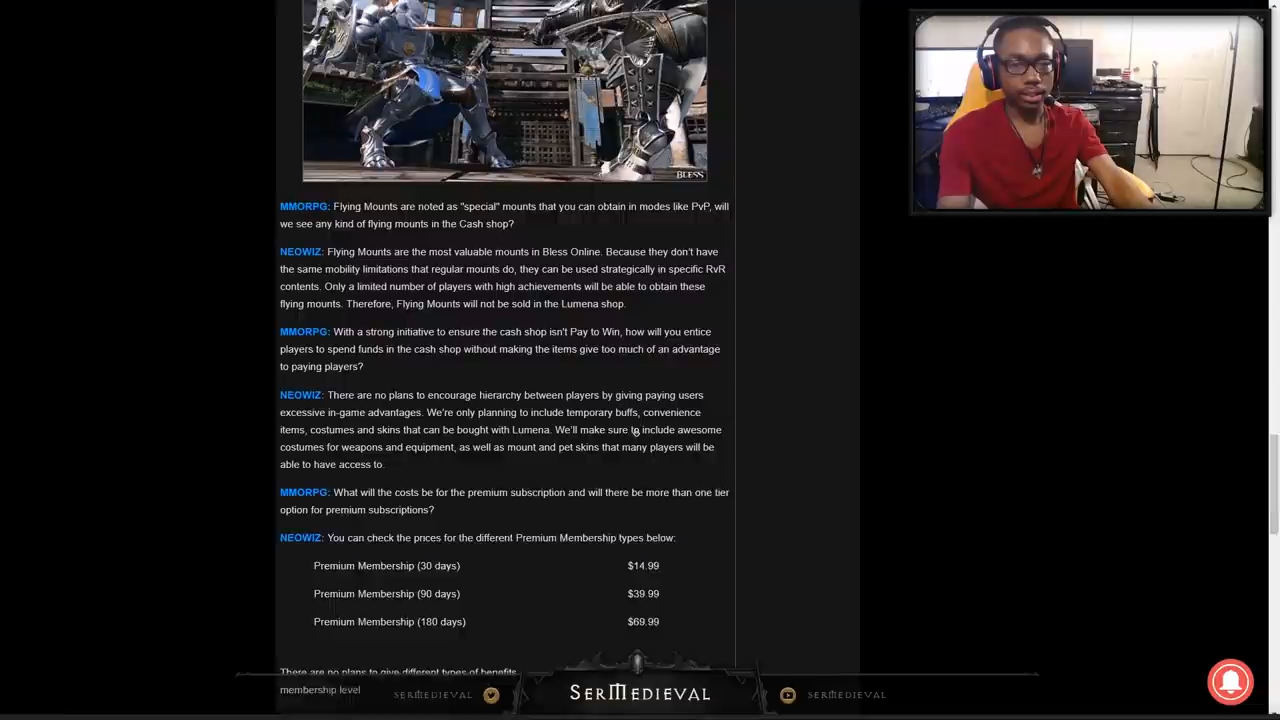 BLESS
MMORPG: Flying Mounts are noted as "special" mounts that you can obtain in modes like PvP, will
we see any kind of flying mounts in the Cash shop?
NEOWIZ: Flying Mounts are the most valuable mounts in Bless Online. Because they don't have
the same mobility limitations that regular mounts do, they can be used strategically in specific RvR
contents. Only a limited number of players with high achievements will be able to obtain these
flying mounts. Therefore, Flying Mounts will not be sold in the Lumena shop.
MMORPG: With a strong initiative to ensure the cash shop isn't Pay to Win, how will you entice
players to spend funds in the cash shop without making the items give too much of an advantage
to paying players?
NEOWIZ: There are no plans to encourage hierarchy between players by giving paying users
excessive in-game advantages. We're only planning to include temporary buffs, convenience
items, costumes and skins that can be bought with Lumena. We'll make sure to include awesome
costumes for weapons and equipment, as well as mount and pet skins that many players will be
able to have access to.
MMORPG: What will the costs be for the premium subscription and will there be more than one tier
option for premium subscriptions?
NEOWIZ: You can check the prices for the different Premium Membership types below:
Premium Membership (30 days) $14.99
Premium Membership (90 days) $39.99
Premium Membership (180 days) $69.99
There are no plans to give different types of benefits
membership level
SERMEDIEVAL SERMEDIEVAL SERMEDIEVAL